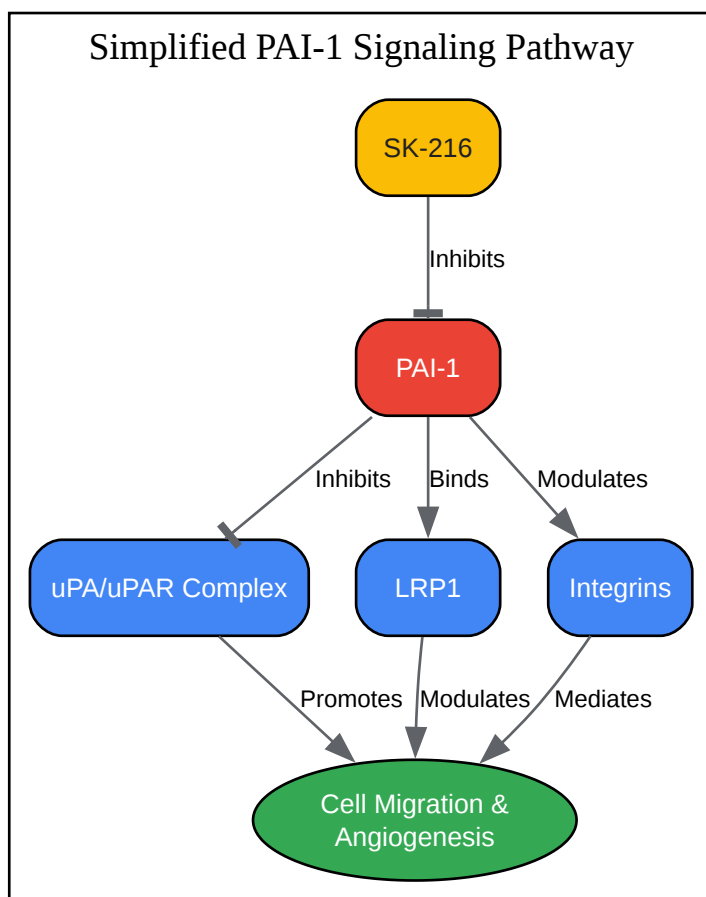 Simplified PAI-1 Signaling Pathway
SK-216
Inhibits
PAI-1
Inhibits
Binds
Modulates
uPA/uPAR Complex
LRP1
Integrins
Promotes
Modulates
Mediates
Cell Migration &
Angiogenesis